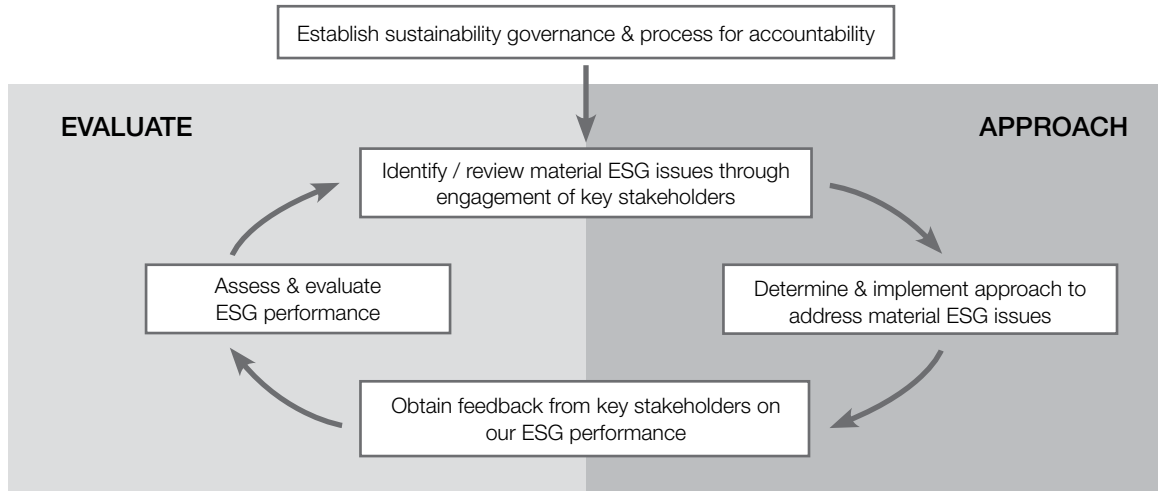 Establish sustainability governance & process for accountability
EVALUATE
APPROACH
Identify / review material ESG issues through
engagement of key stakeholders
Assess & evaluate
ESG performance
Determine & implement approach to
address material ESG issues
Obtain feedback from key stakeholders on
our ESG performance